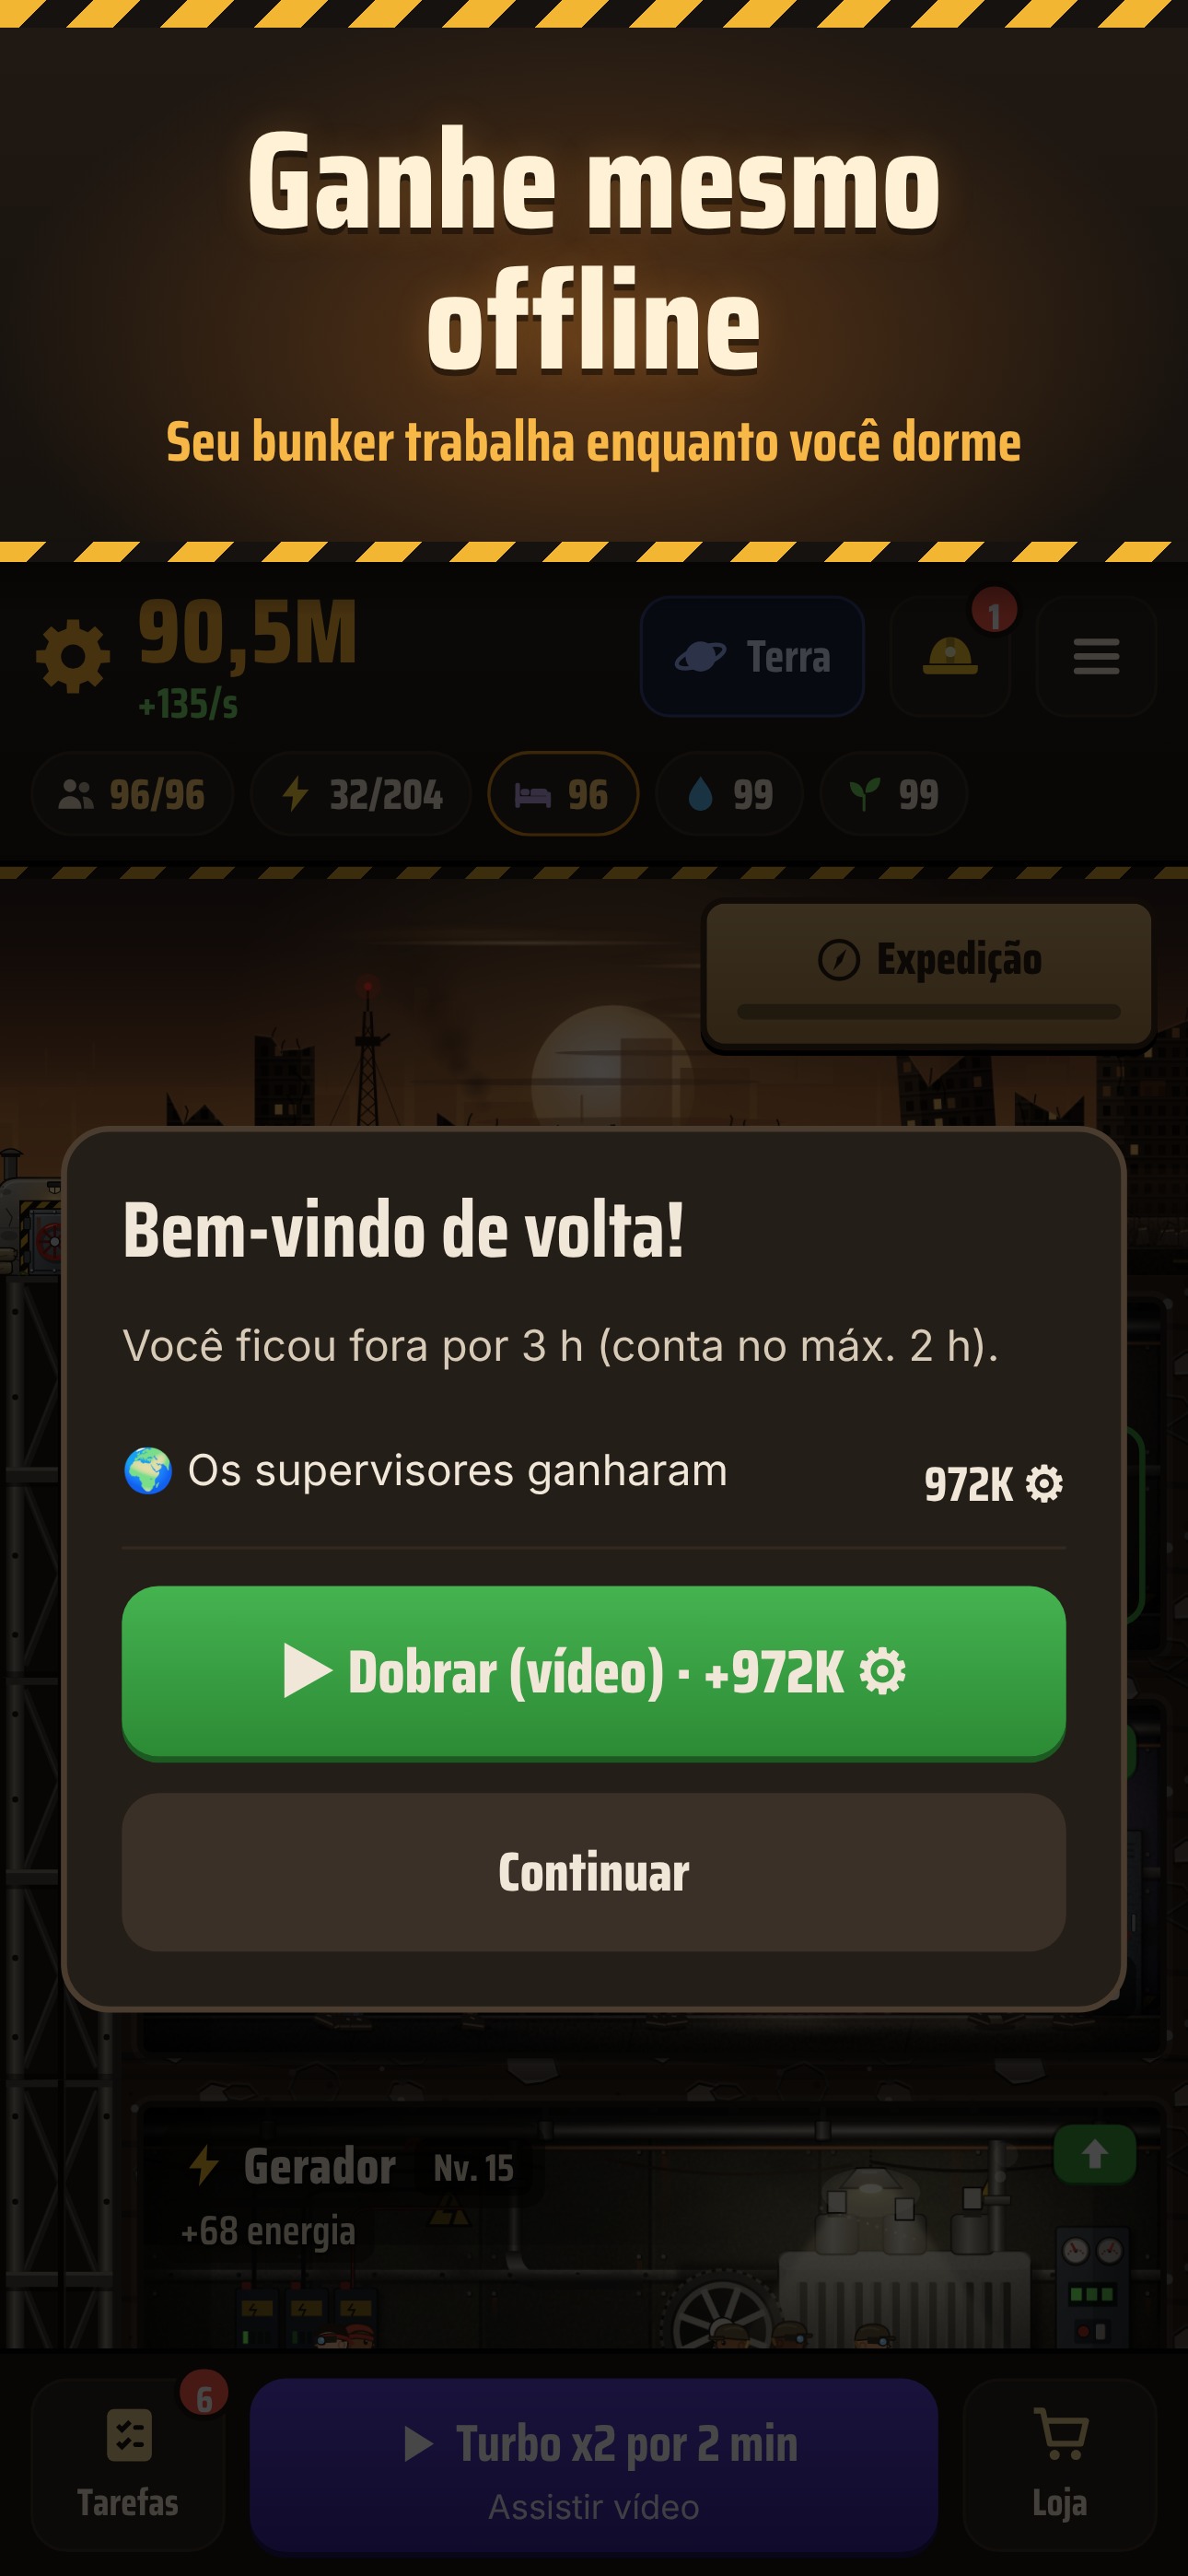 Ganhe mesmo
offline
Seu bunker trabalha enquanto você dorme
90,5M
+135/s
Terra
1
96/96
32/204
96
99
99
Expedição
Bem-vindo de volta!
Você ficou fora por 3 h (conta no máx. 2 h).
Os supervisores ganharam
972K
Dobrar (vídeo) · +972K
Continuar
Gerador
Nv. 15
+68 energia
6
Tarefas
Turbo x2 por 2 min
Assistir vídeo
Loja